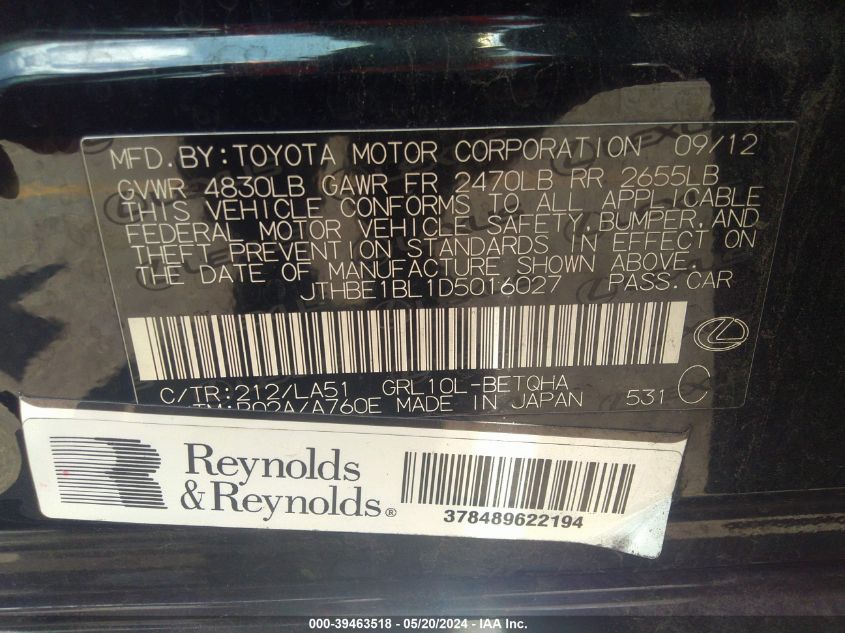 MFD.BY:TOYOTA MOTOR CORPORATION 09/12
GVWR 4830LB GAWR FR 2470LB RR 2655LB
THIS VEHICLE CONFORMS TO ALL APPLICABLE
FEDERAL MOTOR VEHICLE SAFETY, BUMPER, AND
THEFT PREVENTION STANDARDS IN EFFECT ON
THE DATE OF MANUFACTURE SHOWN ABOVE.
JTHBE1BL1D5016027 PASS.CAR
C/TR:212/LA51 GRL10L-BETQHA
/TM:B02A/A760E MADE IN JAPAN 531 C
Reynolds
& Reynolds®
378489622194
000-39463518 - 05/20/2024 - IAA Inc.